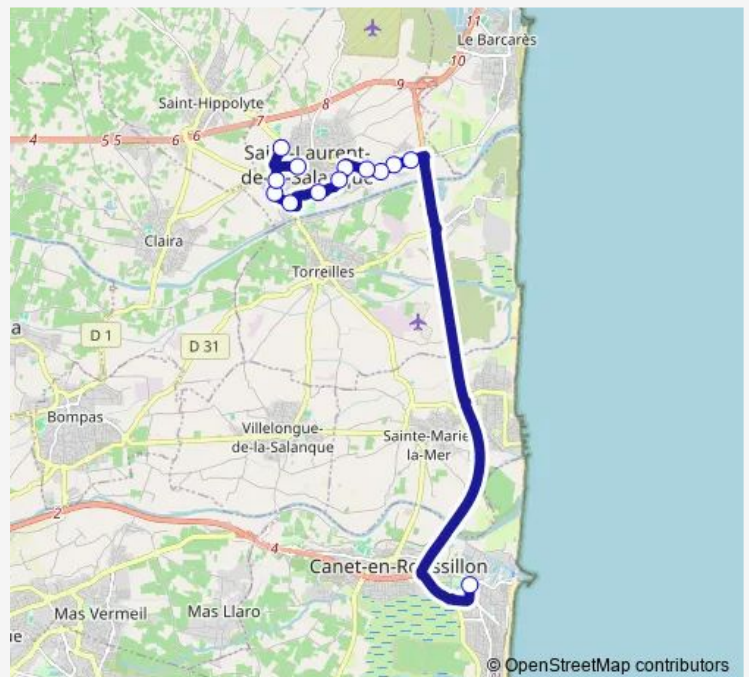 11
Le Barcarès
10
9
Saint-Hippolyte
8
7
4
5 5
6
6
Saint-Laurent-
de-la-Salanque
Claira
Torreilles
a
D 1
D 31
Bompas
Villelongue-
de-la-Salanque
Sainte-Marie-
la-Mer
2
4
Canet-en-Roussillon
Mas Vermeil
Mas Llaro
ue
© OpenStreetMap contributors